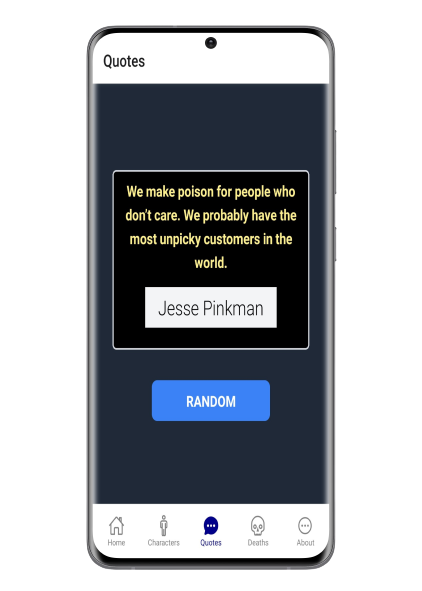 Quotes
We make poison for people who
don't care. We probably have the
most unpicky customers in the
world.
Jesse Pinkman
RANDOM
Home
Characters
Quotes
Deaths
About